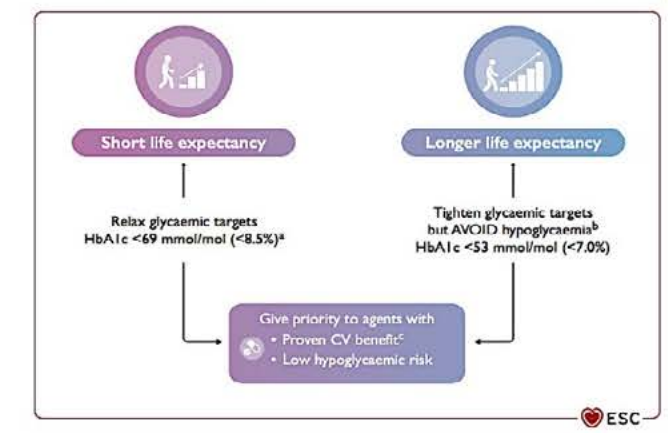 Short life expectancy
Longer life expectancy
Relax glycaemic targets
HbA1c <69 mmol/mol (<8.5%)ᵃ
Tighten glycaemic targets
but AVOID hypoglycaemiaᵇ
HbA1c <53 mmol/mol (<7.0%)
Give priority to agents with
• Proven CV benefitᶜ
• Low hypoglycaemic risk
ESC